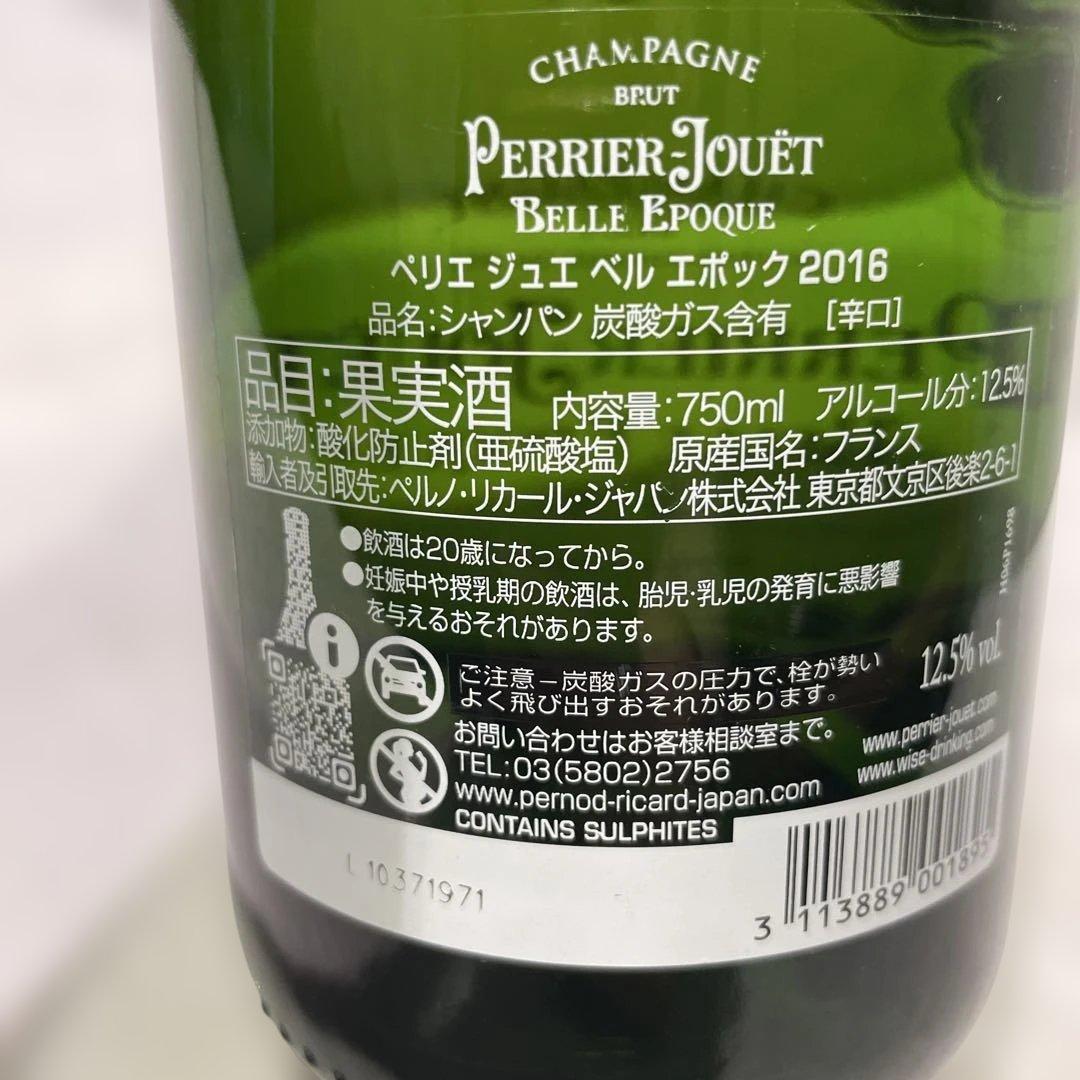 CHAMPAGNE
BRUT
PERRIER-JOUËT
BELLE EPOQUE
ペリエ ジュエ ベル エポック 2016
品名:シャンパン 炭酸ガス含有 [辛口]
品目:果実酒 内容量:750ml アルコール分:12.5%
添加物:酸化防止剤(亜硫酸塩) 原産国名:フランス
輸入者及引取先:ペルノ・リカール・ジャパン株式会社 東京都文京区後楽2-6-1
●飲酒は20歳になってから。
●妊娠中や授乳期の飲酒は、胎児・乳児の発育に悪影響
を与えるおそれがあります。
i
ご注意-炭酸ガスの圧力で、栓が勢い
よく飛び出すおそれがあります。
お問い合わせはお客様相談室まで。
TEL:03(5802)2756
www.pernod-ricard-japan.com
CONTAINS SULPHITES
12.5% vol.
www.perrier-jouet.com
www.wise-drinking.com
L 10371971
3 113889 001895